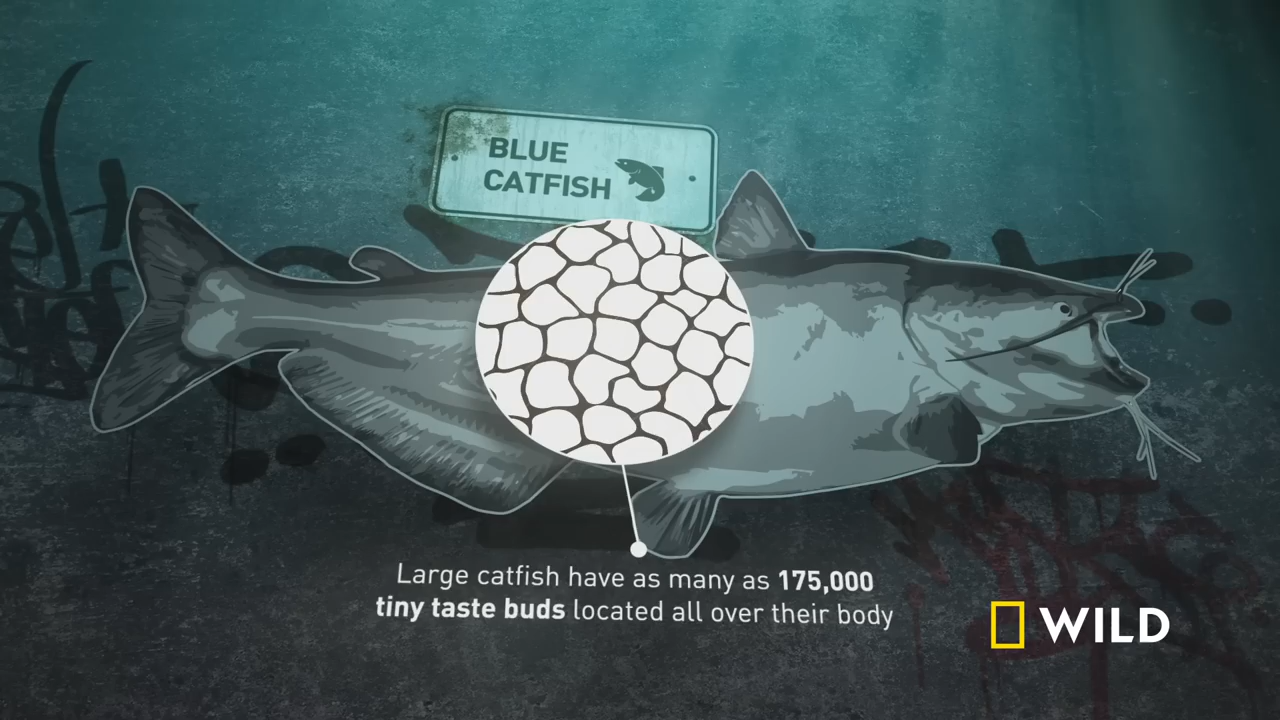 BLUE
CATFISH
Large catfish have as many as 175,000
tiny taste buds located all over their body
WILD